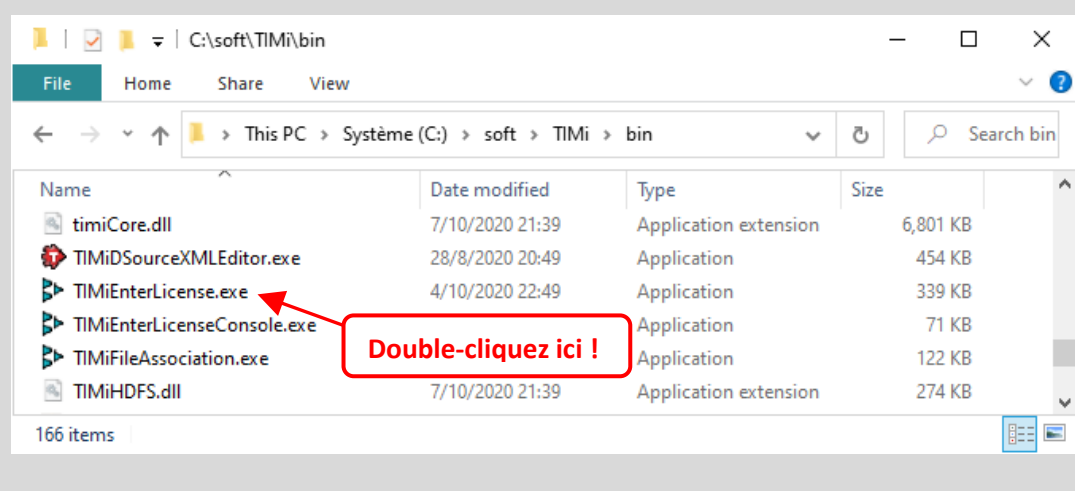 C:\soft\TIMi\bin
File Home Share View
This PC > Système (C:) > soft > TIMi > bin Search bin
Name Date modified Type Size
timiCore.dll 7/10/2020 21:39 Application extension 6,801 KB
TIMiDSourceXMLEditor.exe 28/8/2020 20:49 Application 454 KB
TIMiEnterLicense.exe 4/10/2020 22:49 Application 339 KB
TIMiEnterLicenseConsole.exe Application 71 KB
Double-cliquez ici !
TIMiFileAssociation.exe Application 122 KB
TIMiHDFS.dll 7/10/2020 21:39 Application extension 274 KB
166 items